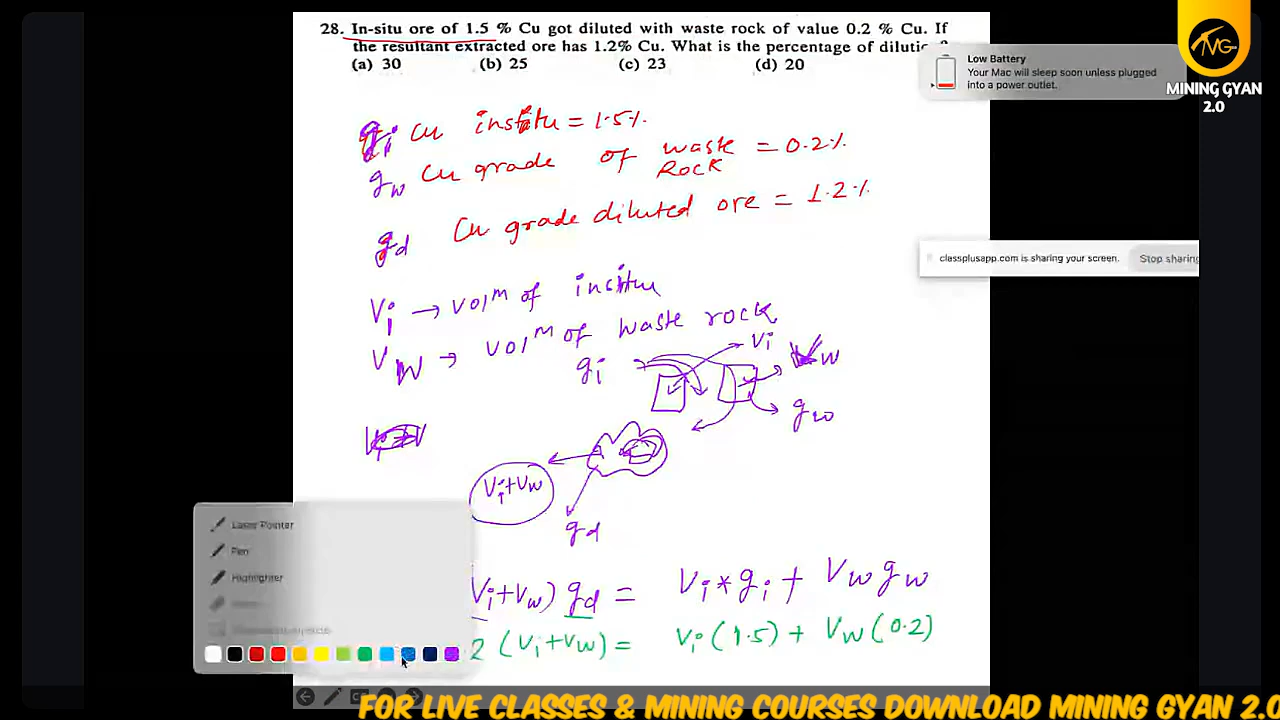 28. In-situ ore of 1.5 % Cu got diluted with waste rock of value 0.2 % Cu. If
the resultant extracted ore has 1.2% Cu. What is the percentage of dilutio
(a) 30 (b) 25 (c) 23 (d) 20
Low Battery
Your Mac will sleep soon unless plugged
into a power outlet.
TVG
MINING GYAN
2.0
gi Cu insitu = 1.5%
gw Cu grade of waste Rock = 0.2%
gd Cu grade diluted ore = 1.2%
classplusapp.com is sharing your screen. Stop sharing
Vi → volm of insitu
Vw → volm of waste rock
gi
Vi
w
gw
Vi+Vw
gd
Laser Pointer
Pen
Highlighter
Vi+Vw) gd = Vi*gi + Vwgw
2 (Vi+Vw) = Vi(1.5) + Vw(0.2)
FOR LIVE CLASSES & MINING COURSES DOWNLOAD MINING GYAN 2.0